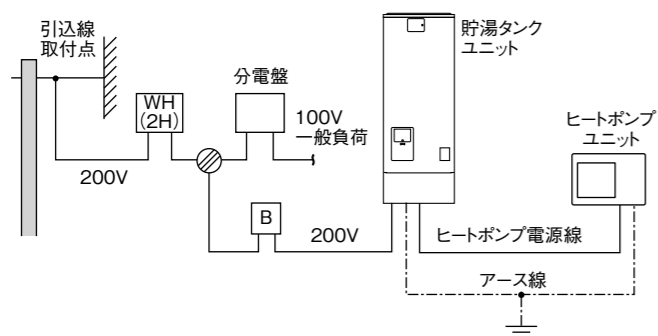 引込線
取付点
WH
(2H)
200V
分電盤
100V
一般負荷
B
200V
貯湯タンク
ユニット
ヒートポンプ
ユニット
ヒートポンプ電源線
アース線